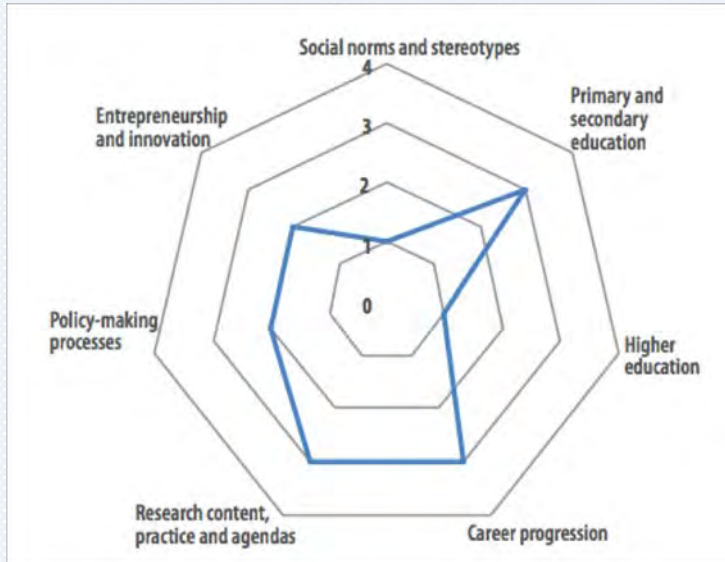 Social norms and stereotypes
4
Primary and
secondary
education
Entrepreneurship
and innovation
3
2
1
0
Policy-making
processes
Higher
education
Research content,
practice and agendas
Career progression